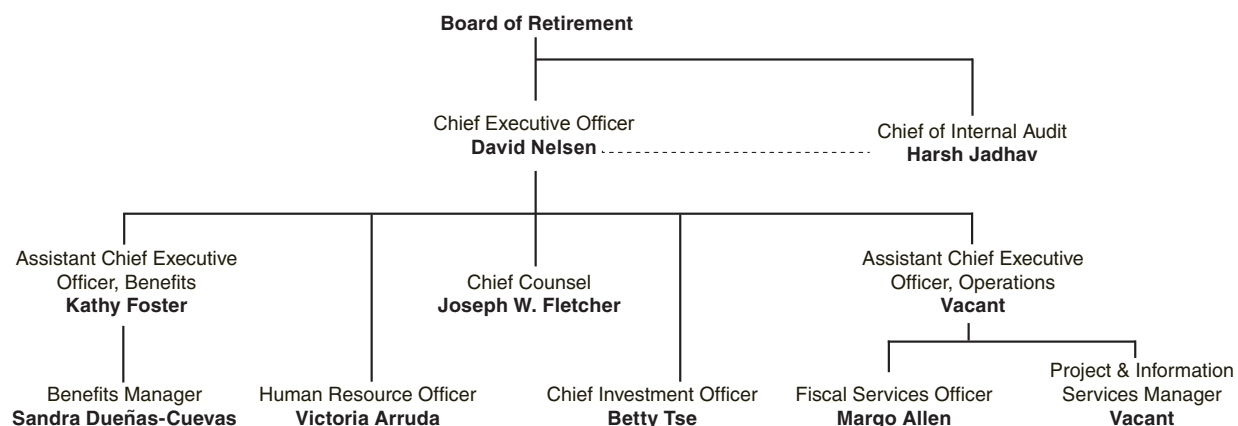 Board of Retirement
Chief Executive Officer
David Nelsen
Chief of Internal Audit
Harsh Jadhav
Assistant Chief Executive
Officer, Benefits
Kathy Foster
Chief Counsel
Joseph W. Fletcher
Assistant Chief Executive
Officer, Operations
Vacant
Benefits Manager
Sandra Dueñas-Cuevas
Human Resource Officer
Victoria Arruda
Chief Investment Officer
Betty Tse
Fiscal Services Officer
Margo Allen
Project & Information
Services Manager
Vacant